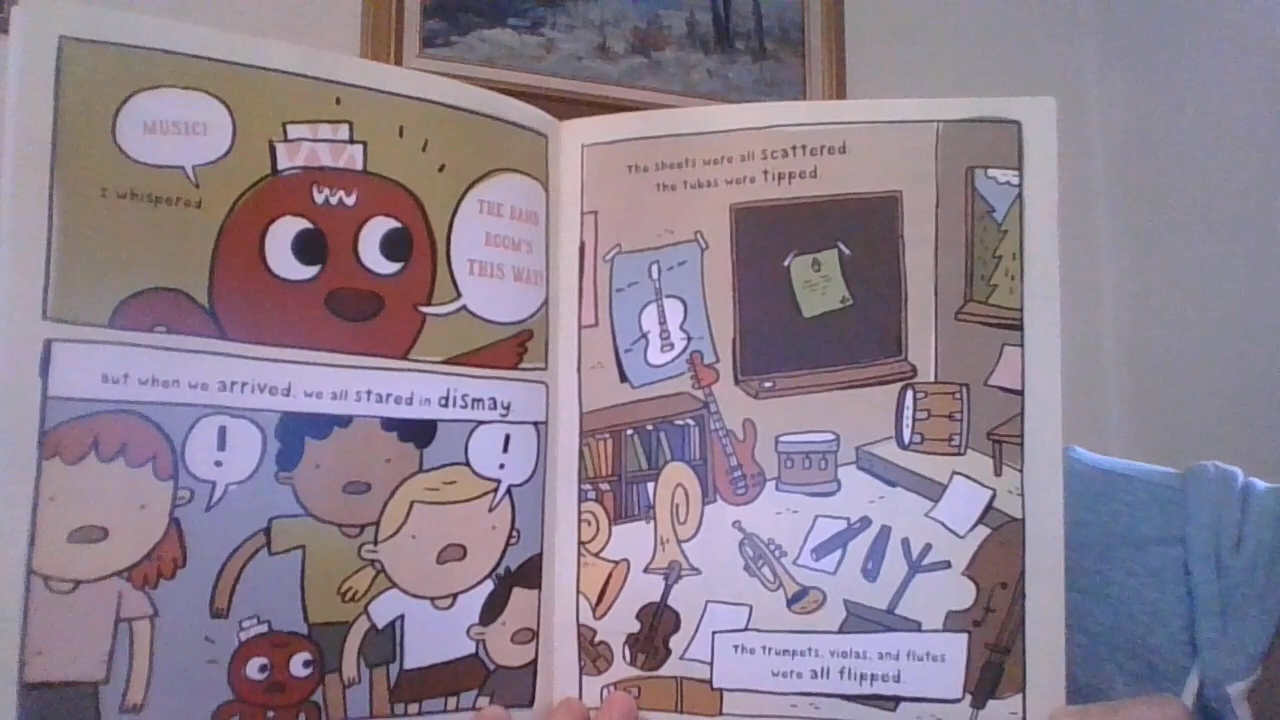 MUSIC!
I whispered.
THE BAND
ROOM'S
THIS WAY!
But when we arrived, we all stared in dismay.
!
!
The sheets were all scattered,
the tubas were tipped.
The trumpets, violas, and flutes
were all flipped.